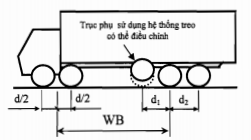 Trục phụ sử dụng hệ thống treo
có thể điều chỉnh
d/2
d/2
d₁
d₂
WB